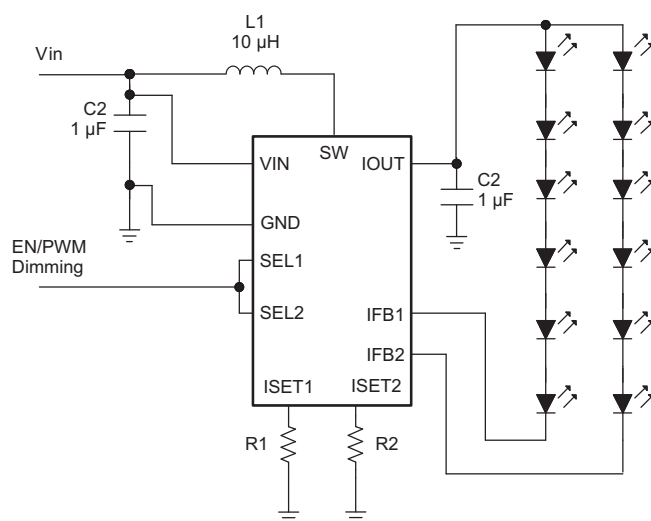 L1
10 µH
Vin
C2
1 µF
SW
VIN
IOUT
C2
1 µF
GND
EN/PWM
Dimming
SEL1
SEL2
IFB1
IFB2
ISET1
ISET2
R1
R2